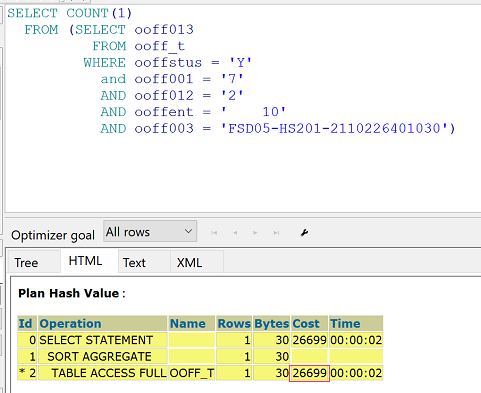 SELECT COUNT(1)
FROM (SELECT ooff013
FROM ooff_t
WHERE ooffstus = 'Y'
and ooff001 = '7'
AND ooff012 = '2'
AND ooffent = '    10'
AND ooff003 = 'FSD05-HS201-2110226401030')
Optimizer goal All rows
Tree HTML Text XML
Plan Hash Value :
Id Operation Name Rows Bytes Cost Time
0 SELECT STATEMENT 1 30 26699 00:00:02
1 SORT AGGREGATE 1 30
* 2 TABLE ACCESS FULL OOFF_T 1 30 26699 00:00:02